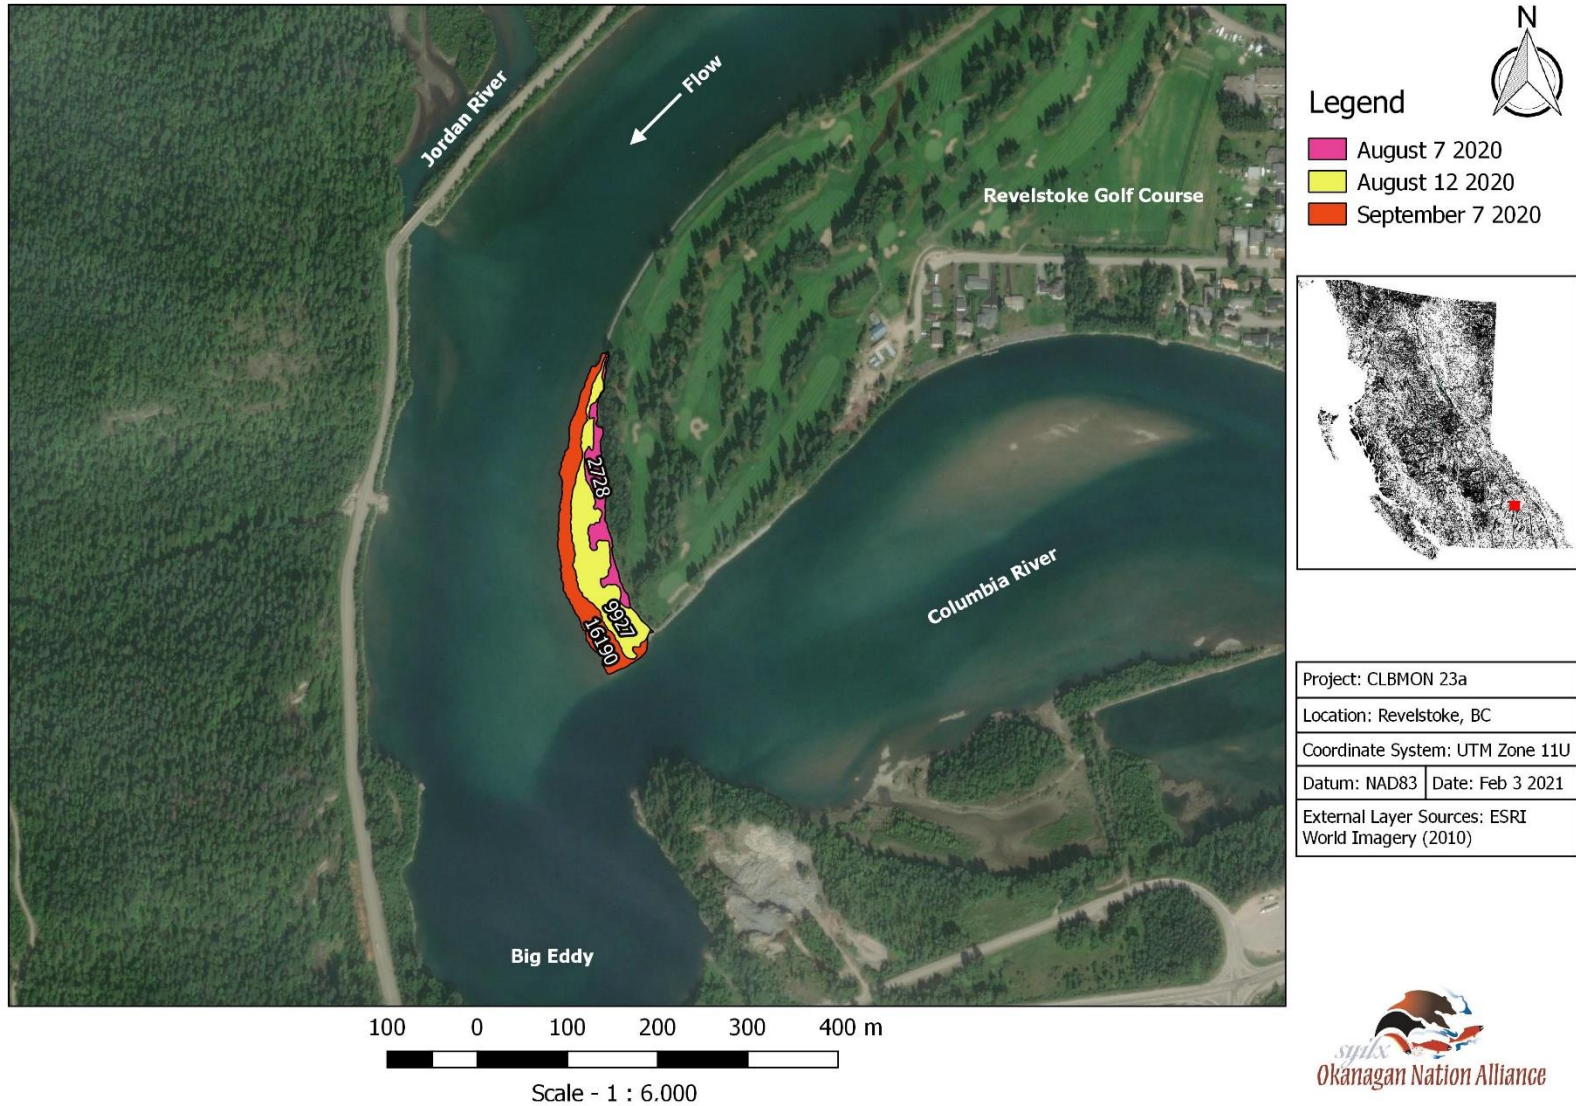 Jordan River
Flow
Revelstoke Golf Course
2728
9927
16190
Columbia River
Big Eddy
N
Legend
August 7 2020
August 12 2020
September 7 2020
Project: CLBMON 23a
Location: Revelstoke, BC
Coordinate System: UTM Zone 11U
Datum: NAD83 Date: Feb 3 2021
External Layer Sources: ESRI
World Imagery (2010)
100 0 100 200 300 400 m
Scale - 1 : 6.000
syilx
Okanagan Nation Alliance